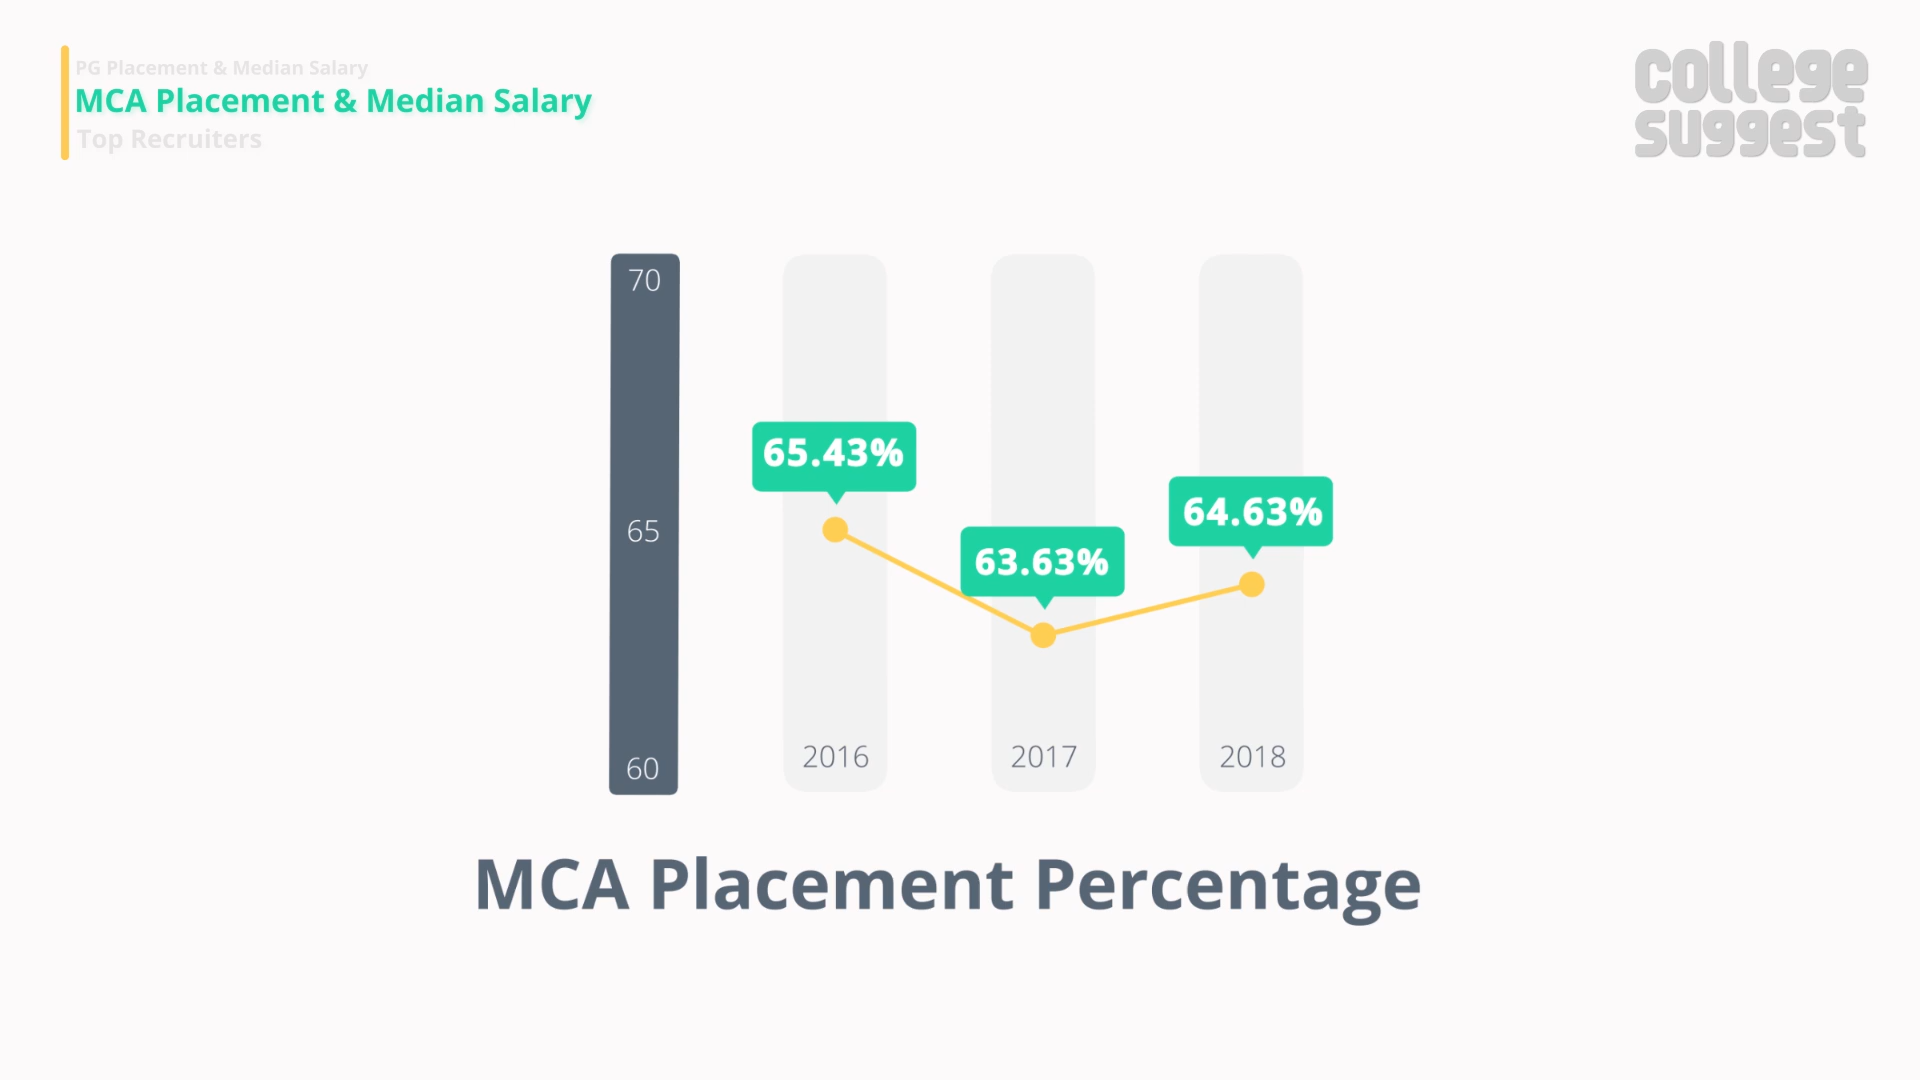 PG Placement & Median Salary
MCA Placement & Median Salary
Top Recruiters
college
suggest
70
65
60
65.43%
63.63%
64.63%
2016
2017
2018
MCA Placement Percentage